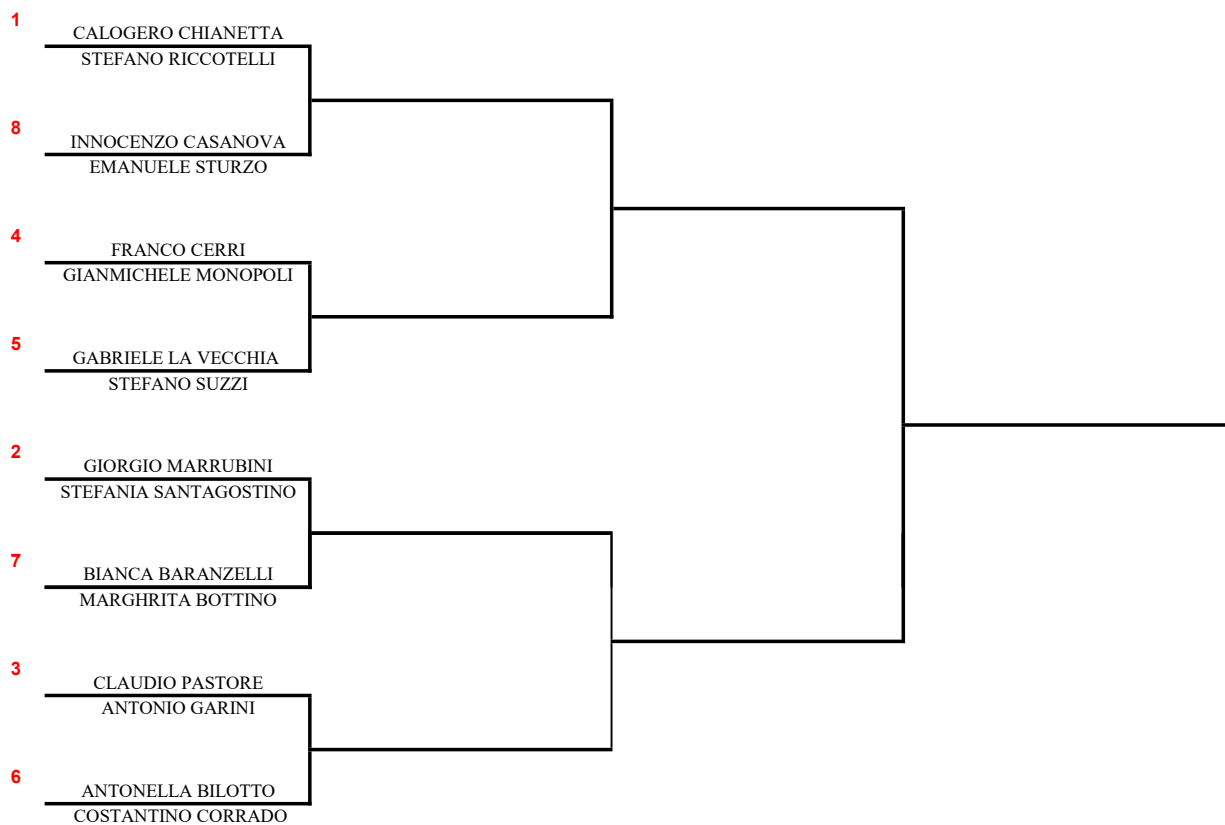 1
CALOGERO CHIANETTA
STEFANO RICCOTELLI
8
INNOCENZO CASANOVA
EMANUELE STURZO
4
FRANCO CERRI
GIANMICHELE MONOPOLI
5
GABRIELE LA VECCHIA
STEFANO SUZZI
2
GIORGIO MARRUBINI
STEFANIA SANTAGOSTINO
7
BIANCA BARANZELLI
MARGHRITA BOTTINO
3
CLAUDIO PASTORE
ANTONIO GARINI
6
ANTONELLA BILOTTO
COSTANTINO CORRADO